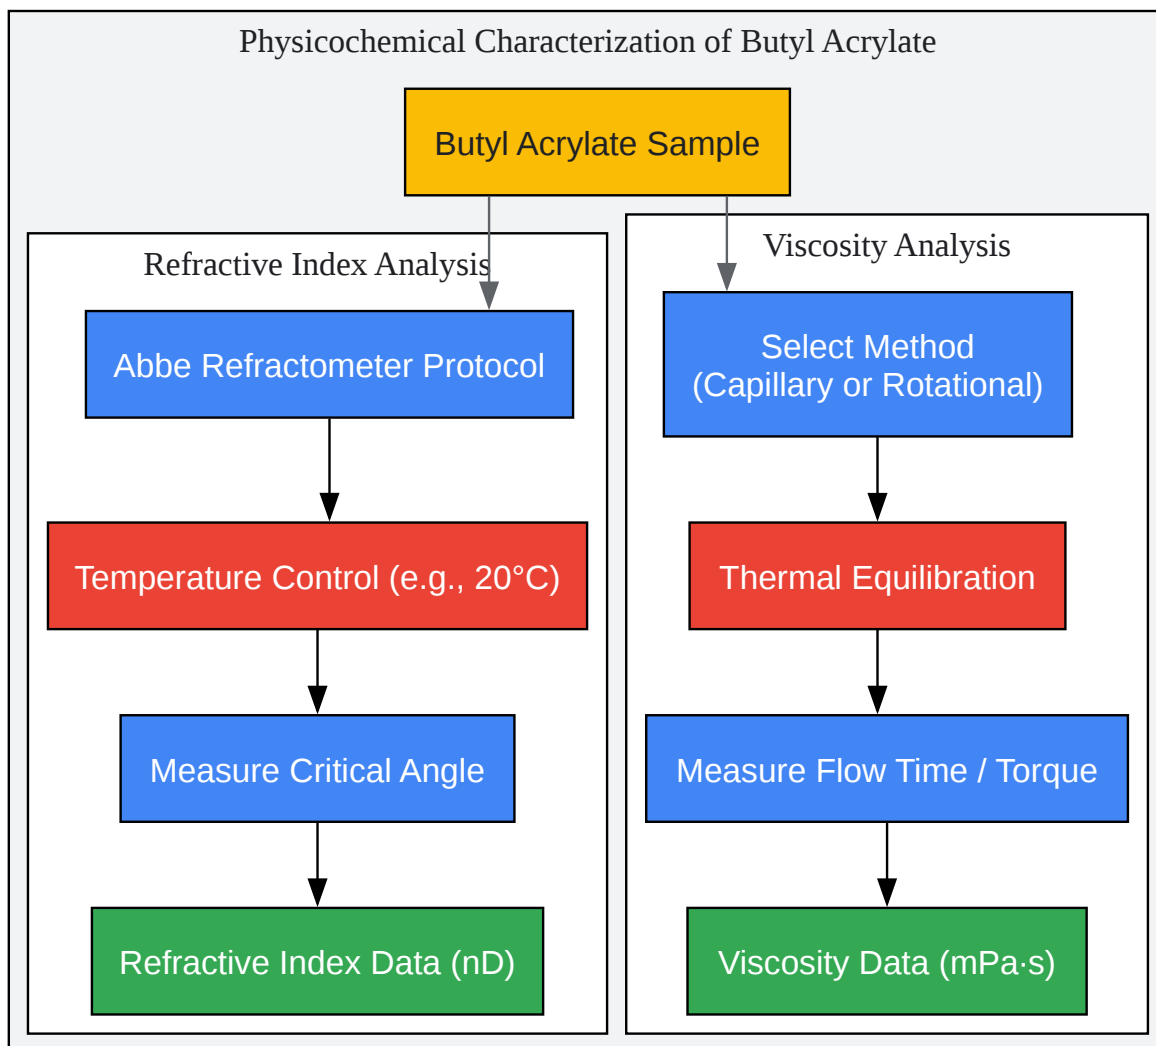 Physicochemical Characterization of Butyl Acrylate
Butyl Acrylate Sample
Refractive Index Analysis
Abbe Refractometer Protocol
Temperature Control (e.g., 20°C)
Measure Critical Angle
Refractive Index Data (nD)
Viscosity Analysis
Select Method
(Capillary or Rotational)
Thermal Equilibration
Measure Flow Time / Torque
Viscosity Data (mPa·s)